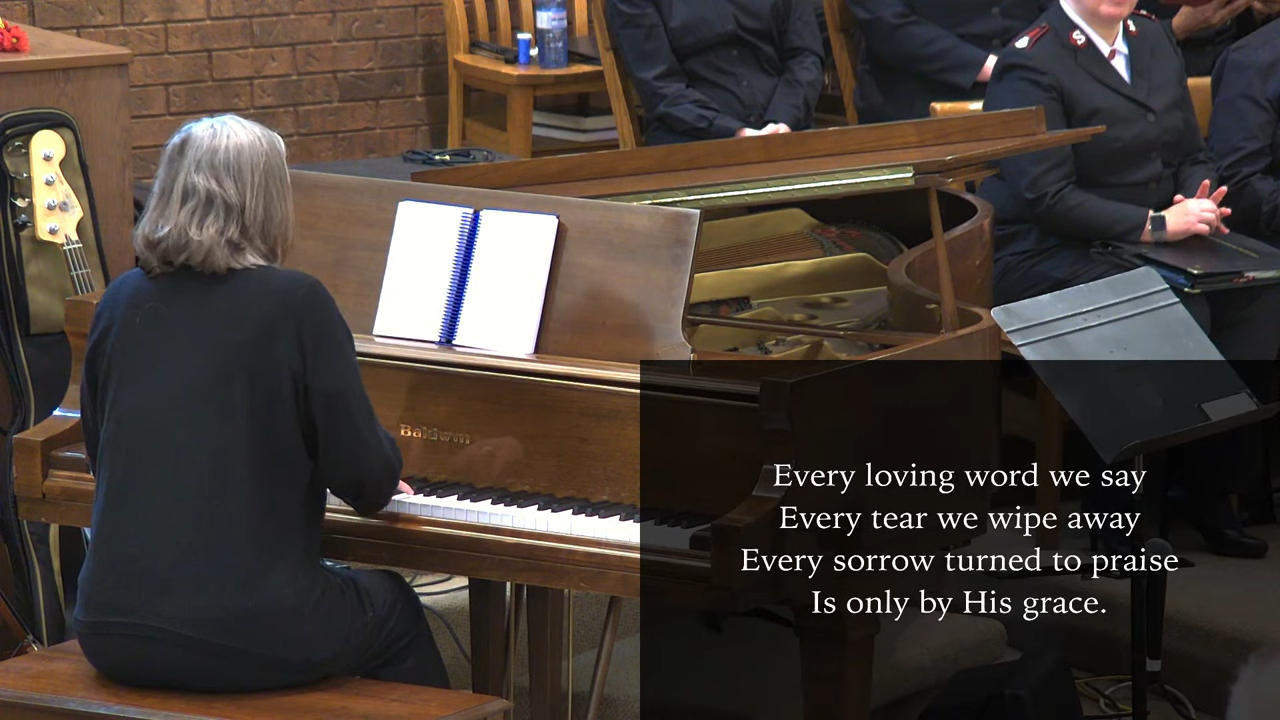 Baldwin
Every loving word we say
Every tear we wipe away
Every sorrow turned to praise
Is only by His grace.